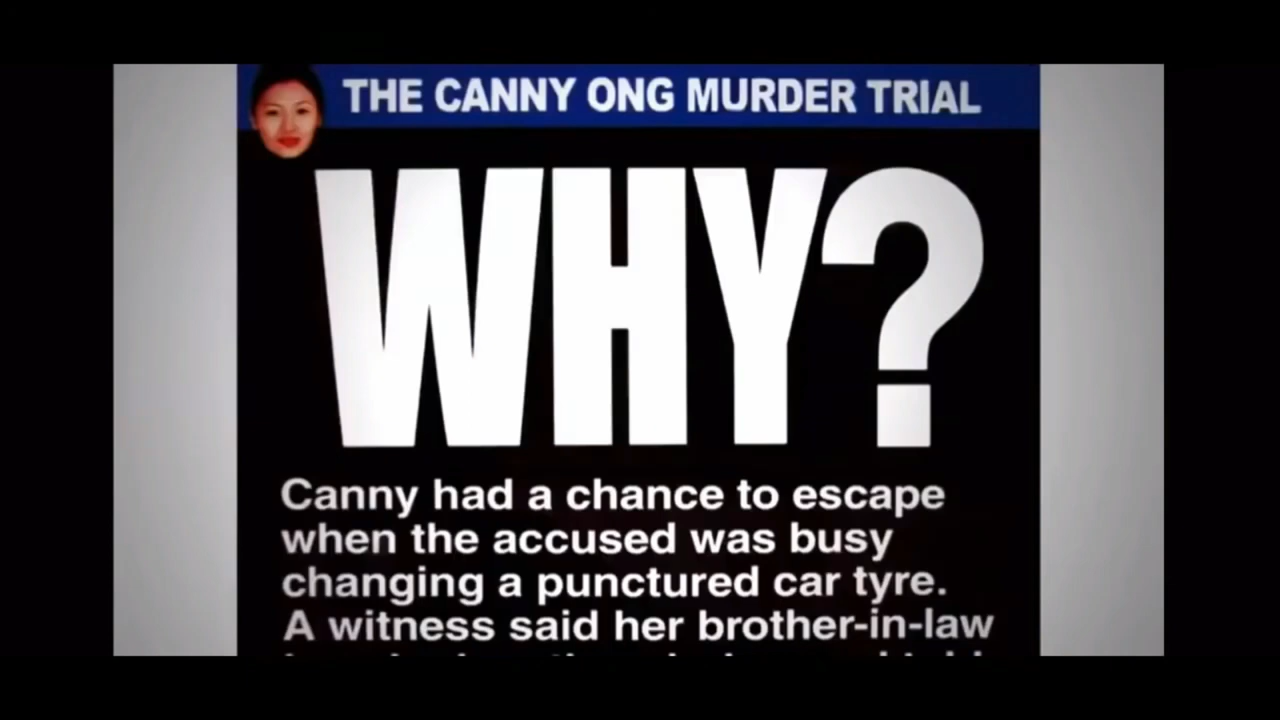 THE CANNY ONG MURDER TRIAL
WHY?
Canny had a chance to escape
when the accused was busy
changing a punctured car tyre.
A witness said her brother-in-law